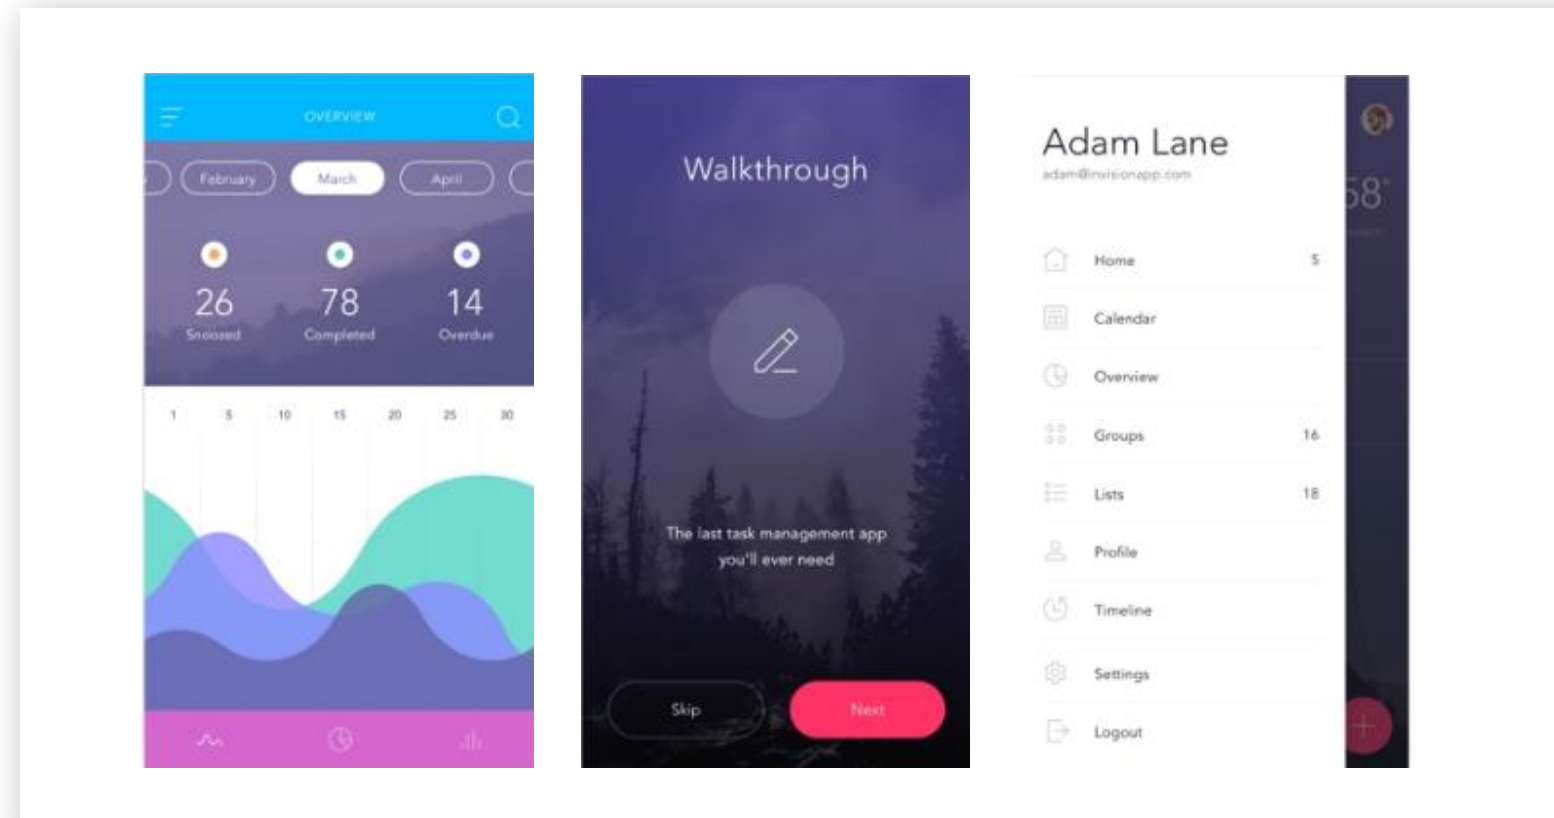 OVERVIEW
February
March
April
26
78
14
Snoozed
Completed
Overdue
1 5 10 15 20 25 30
Walkthrough
The last task management app
you'll ever need
Skip
Next
Adam Lane
adam@invisionapp.com
58°
Home 5
Calendar
Overview
Groups 16
Lists 18
Profile
Timeline
Settings
Logout